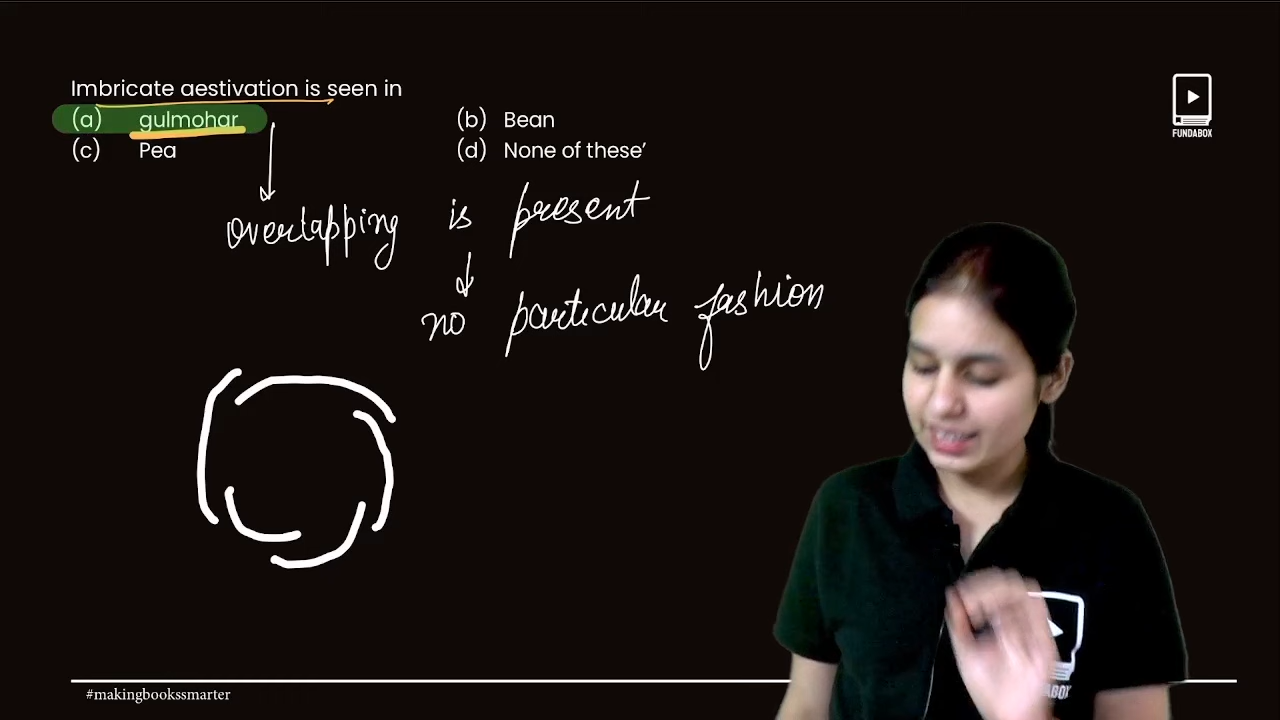 Imbricate aestivation is seen in
(a) gulmohar (b) Bean
(c) Pea (d) None of these’
FUNDABOX
overlapping is present
no particular fashion
#makingbookssmarter